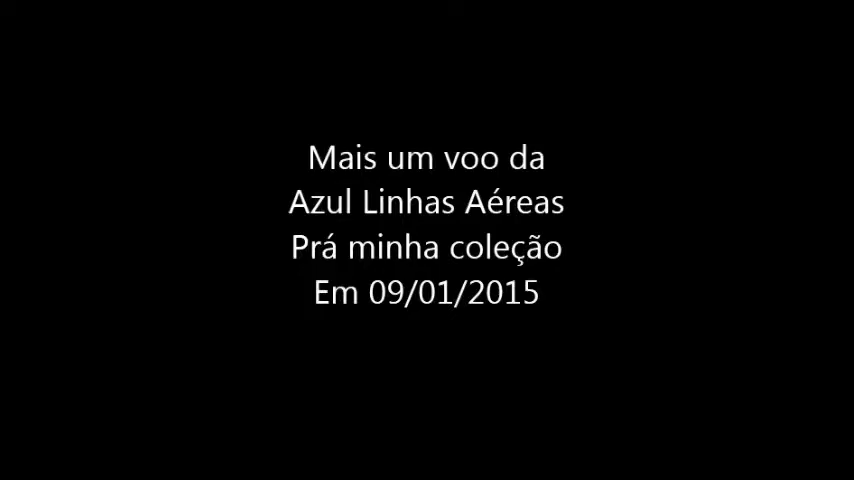 Mais um voo da
Azul Linhas Aéreas
Prá minha coleção
Em 09/01/2015